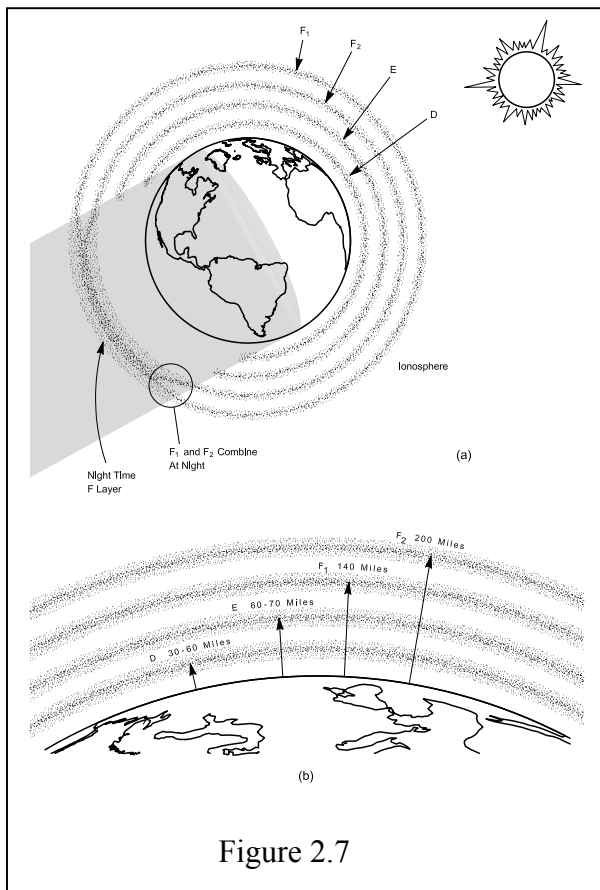 F₁
F₂
E
D
Ionosphere
F₁ and F₂ Combine
At Night
(a)
Night Time
F Layer
F₂ 200 Miles
F₁ 140 Miles
E 60-70 Miles
D 30-60 Miles
(b)
Figure 2.7